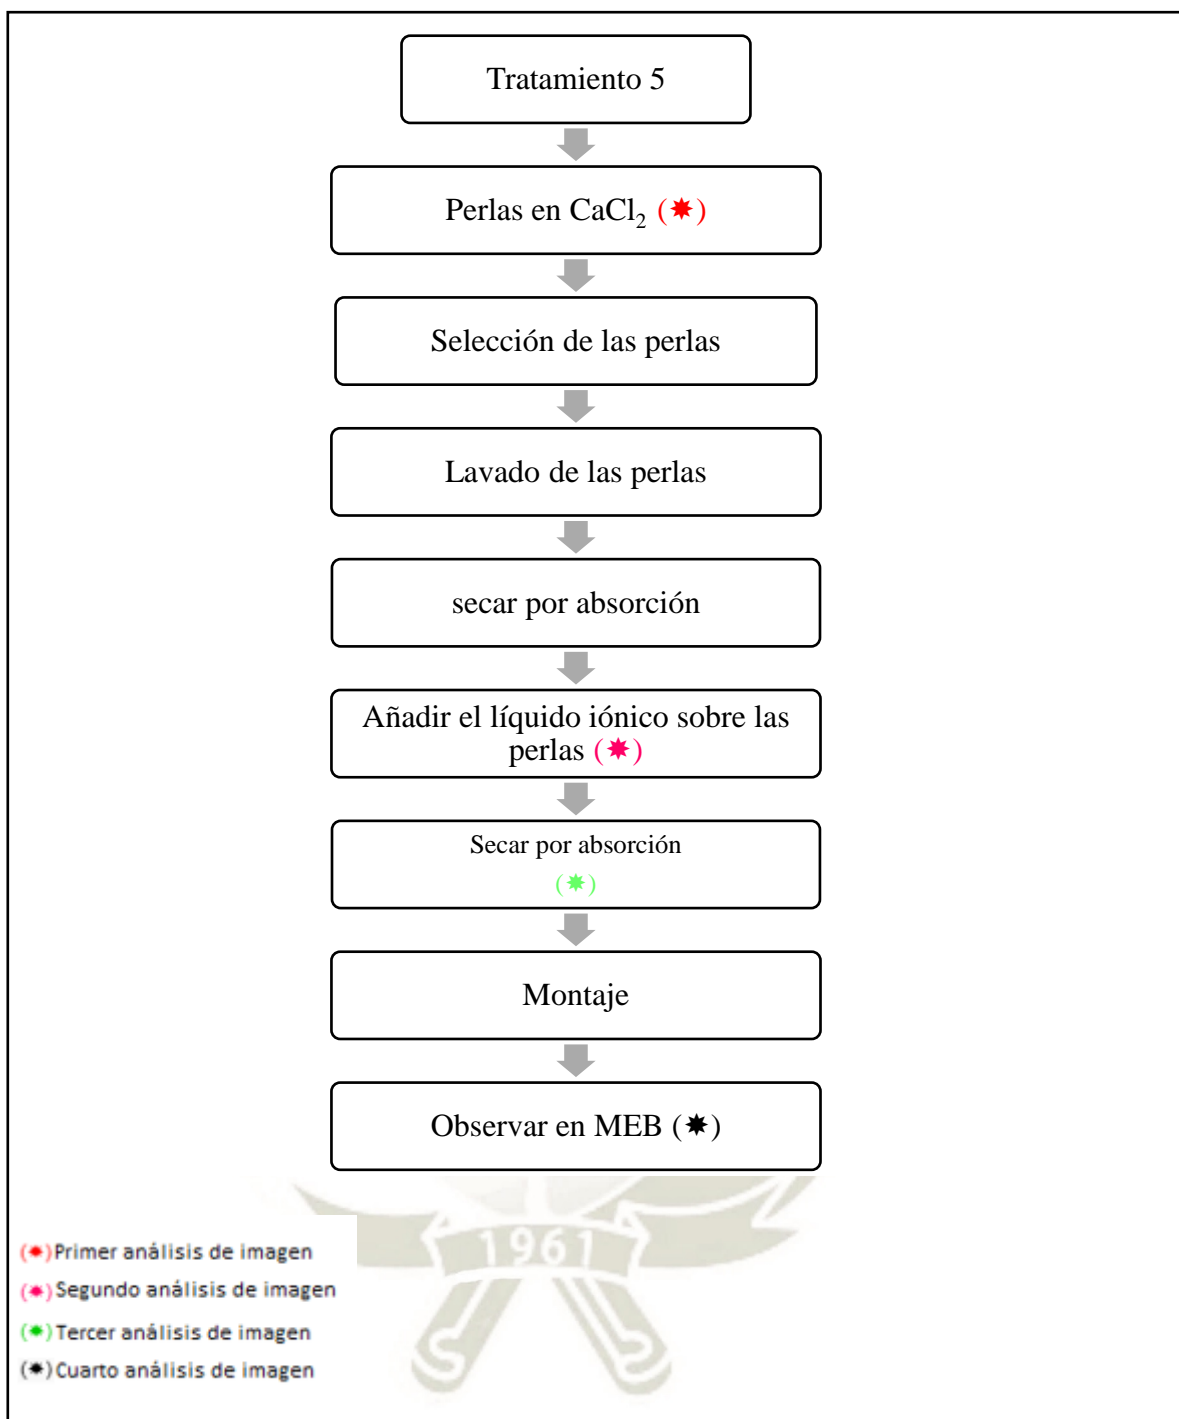 Tratamiento 5
Perlas en CaCl₂ (✷)
Selección de las perlas
Lavado de las perlas
secar por absorción
Añadir el líquido iónico sobre las
perlas (✷)
Secar por absorción
(✷)
Montaje
Observar en MEB (✷)
1961
(✷) Primer análisis de imagen
(✷) Segundo análisis de imagen
(✷) Tercer análisis de imagen
(✷) Cuarto análisis de imagen